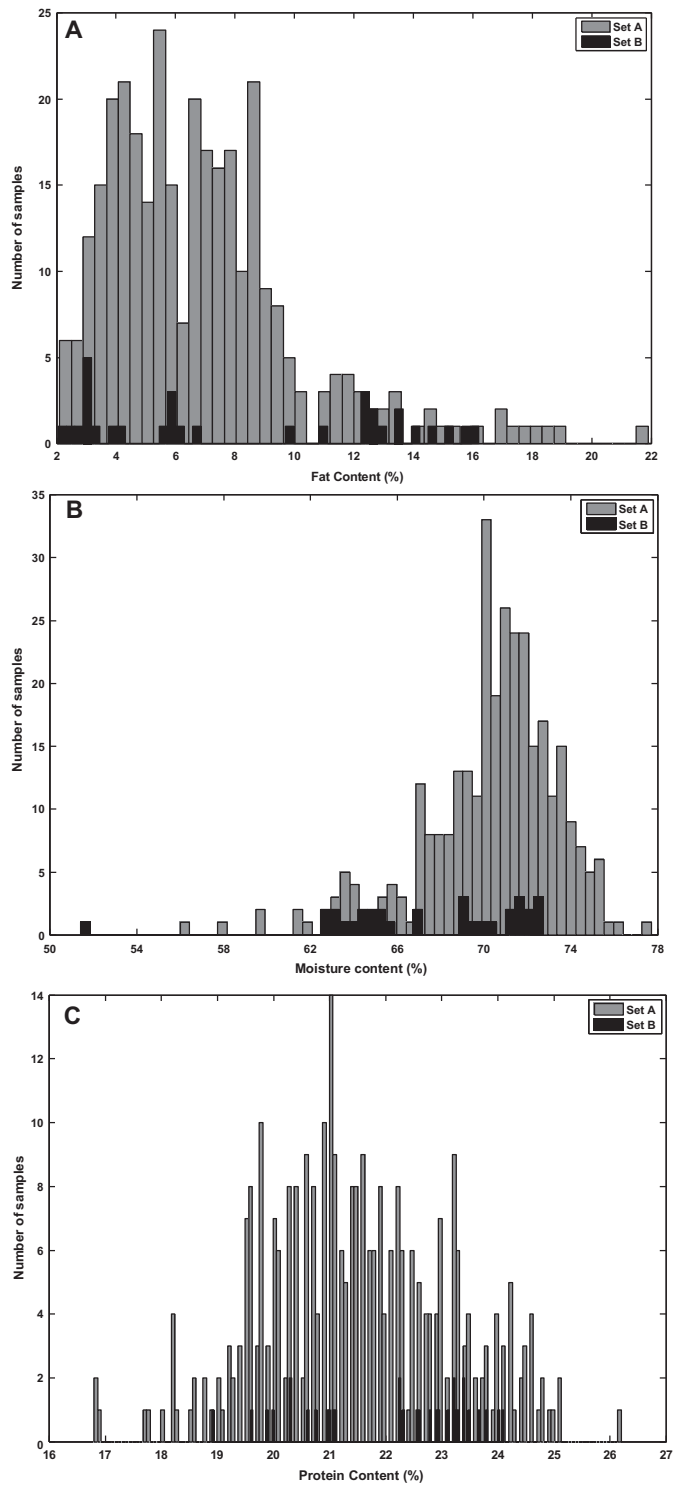 A
Set A
Set B
25
20
15
10
5
0
Number of samples
2 4 6 8 10 12 14 16 18 20 22
Fat Content (%)
B
Set A
Set B
35
30
25
20
15
10
5
0
Number of samples
50 54 58 62 66 70 74 78
Moisture content (%)
C
Set A
Set B
14
12
10
8
6
4
2
0
Number of samples
16 17 18 19 20 21 22 23 24 25 26 27
Protein Content (%)